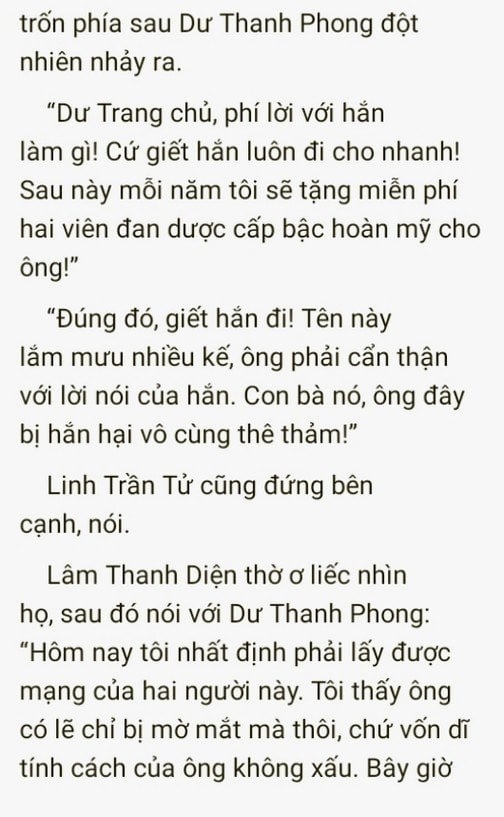 trốn phía sau Dư Thanh Phong đột
nhiên nhảy ra.
“Dư Trang chủ, phí lời với hắn
làm gì! Cứ giết hắn luôn đi cho nhanh!
Sau này mỗi năm tôi sẽ tặng miễn phí
hai viên đan dược cấp bậc hoàn mỹ cho
ông!”
“Đúng đó, giết hắn đi! Tên này
lắm mưu nhiều kế, ông phải cẩn thận
với lời nói của hắn. Con bà nó, ông đây
bị hắn hại vô cùng thê thảm!”
Linh Trần Tử cũng đứng bên
cạnh, nói.
Lâm Thanh Diện thờ ơ liếc nhìn
họ, sau đó nói với Dư Thanh Phong:
“Hôm nay tôi nhất định phải lấy được
mạng của hai người này. Tôi thấy ông
có lẽ chỉ bị mờ mắt mà thôi, chứ vốn dĩ
tính cách của ông không xấu. Bây giờ